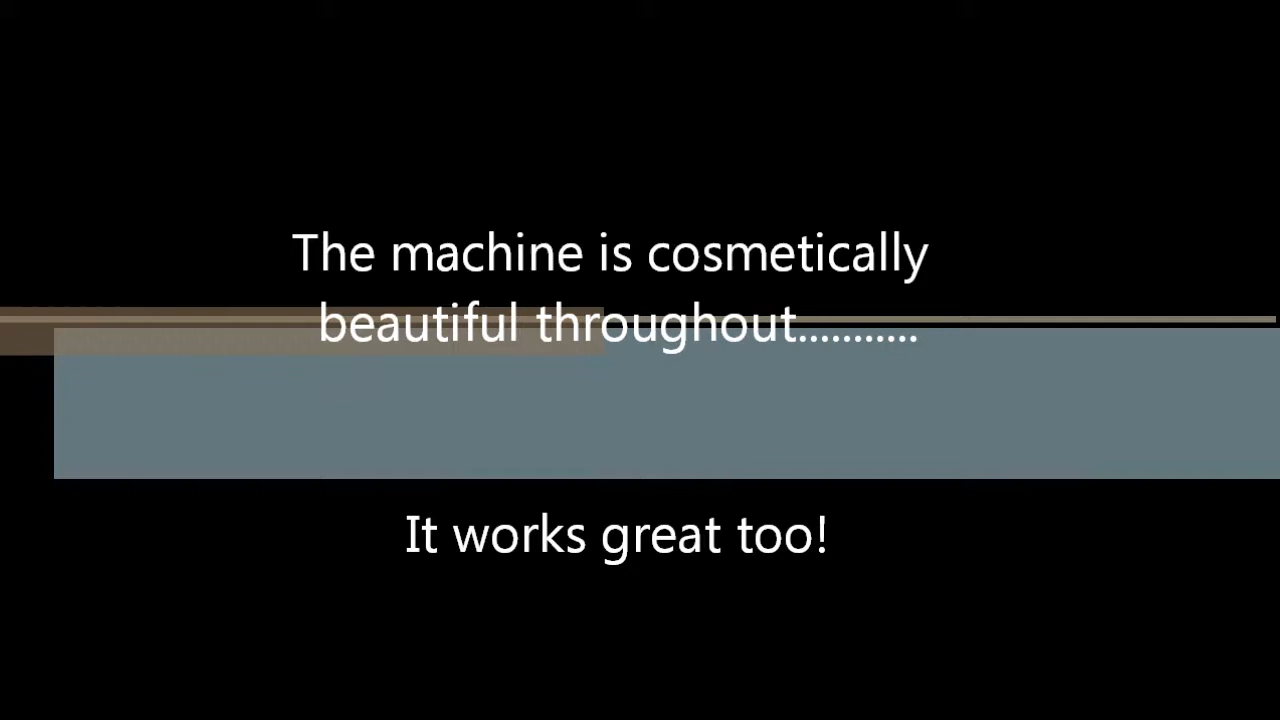 The machine is cosmetically
beautiful throughout...........
It works great too!